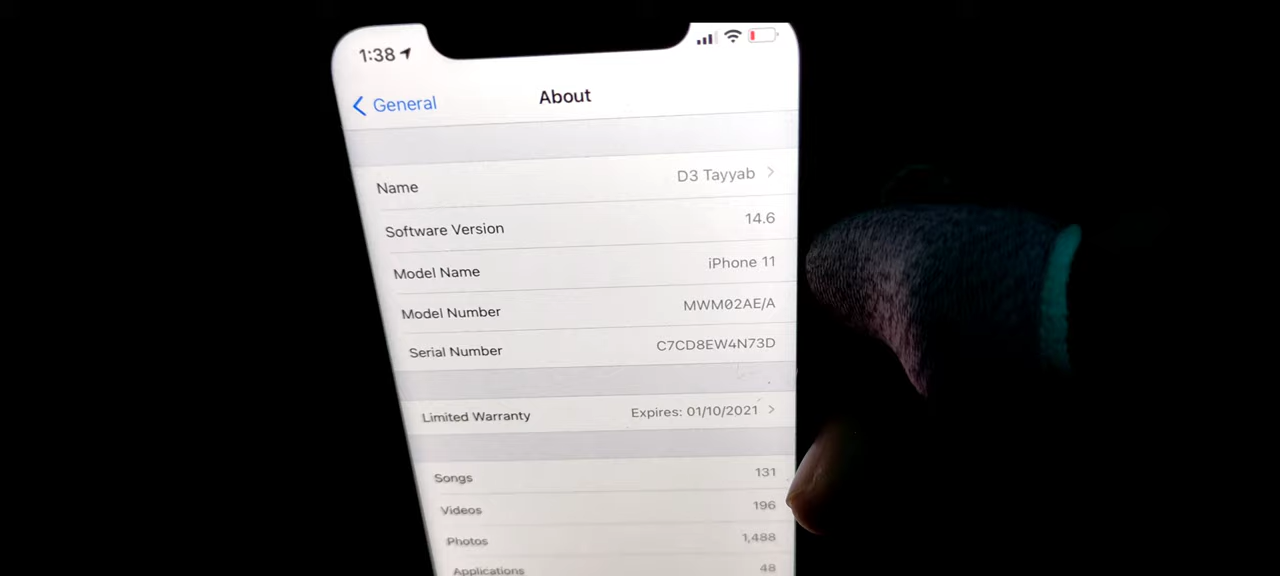 1:38
General
About
Name D3 Tayyab
Software Version 14.6
Model Name iPhone 11
Model Number MWM02AE/A
Serial Number C7CD8EW4N73D
Limited Warranty Expires: 01/10/2021
Songs 131
Videos 196
Photos 1,488
Applications 48